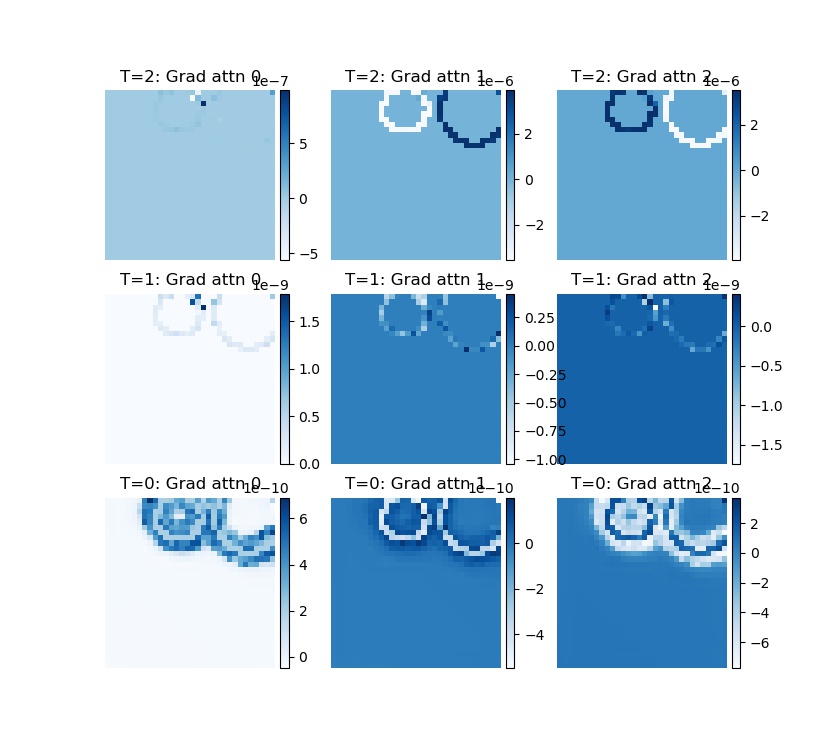 T=2: Grad attn 0
1e−7
5
0
−5
T=2: Grad attn 1
1e−6
2
0
−2
T=2: Grad attn 2
1e−6
2
0
−2
T=1: Grad attn 0
1e−9
1.5
1.0
0.5
0.0
T=1: Grad attn 1
1e−9
0.25
0.00
−0.25
−0.50
−0.75
−1.00
T=1: Grad attn 2
1e−9
0.0
−0.5
−1.0
−1.5
T=0: Grad attn 0
1e−10
6
4
2
0
T=0: Grad attn 1
1e−10
0
−2
−4
T=0: Grad attn 2
1e−10
2
0
−2
−4
−6